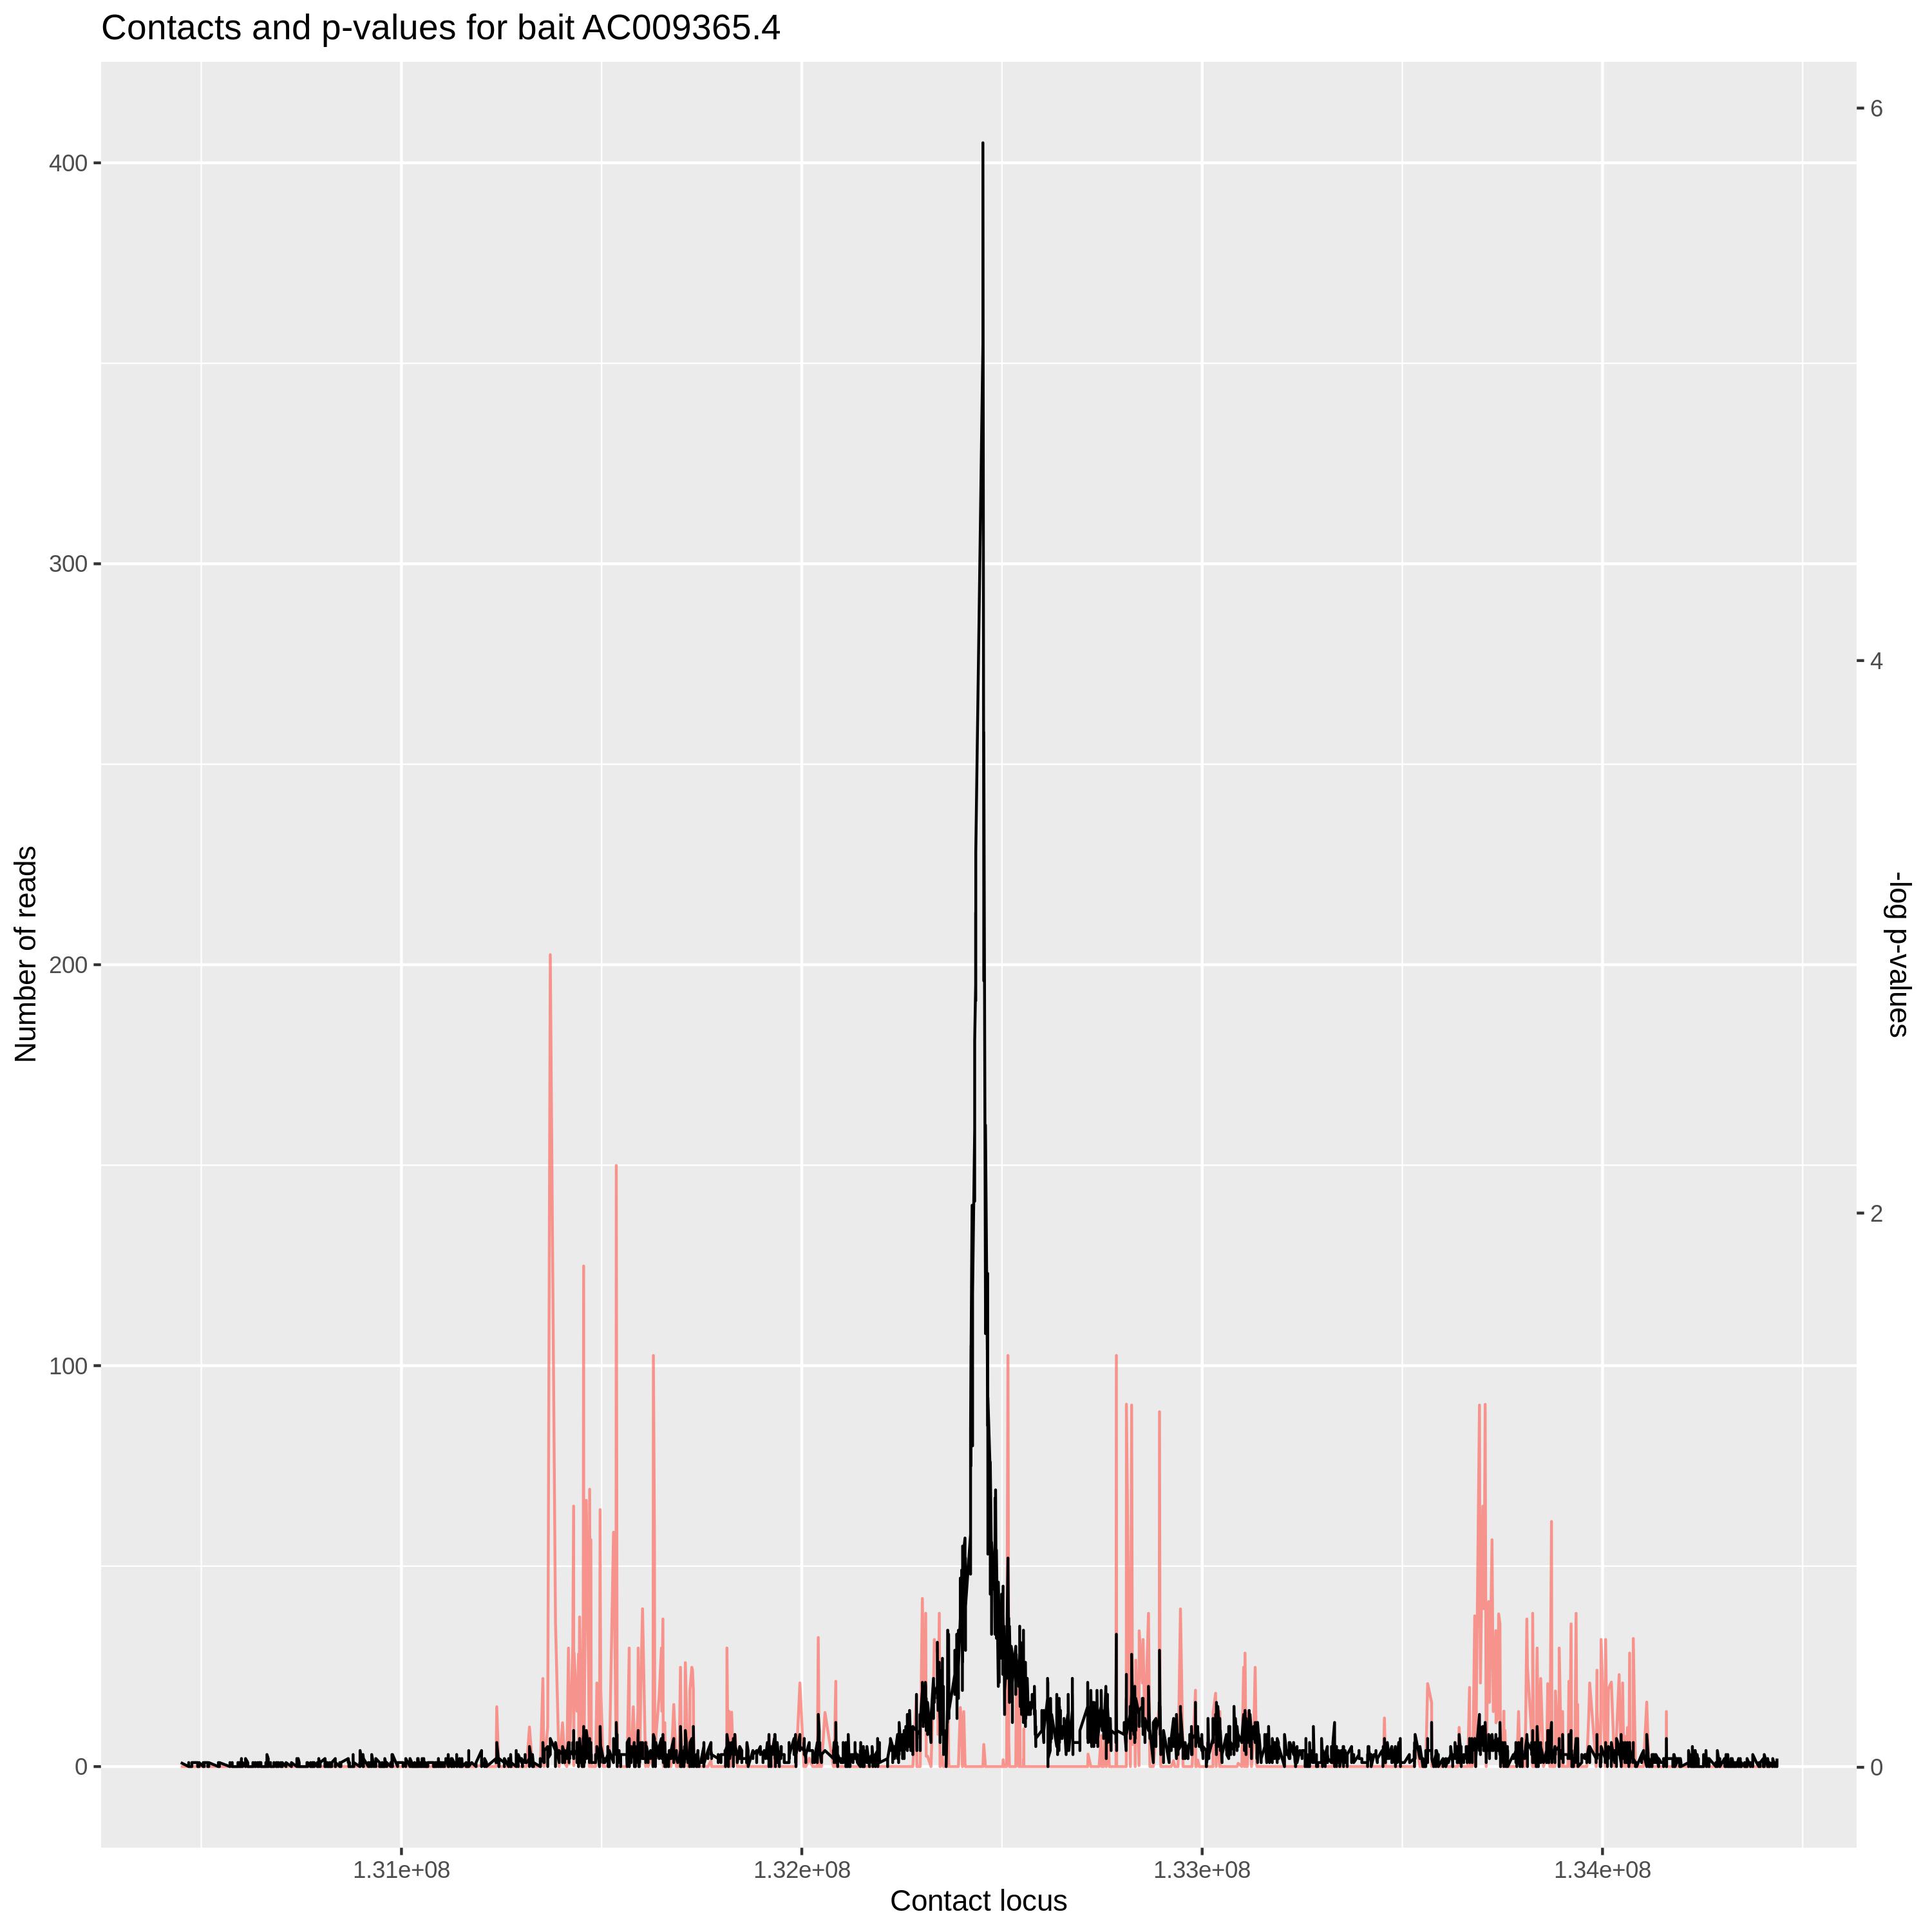 Contacts and p-values for bait AC009365.4
400
300
200
100
0
6
4
2
0
Number of reads
-log p-values
1.31e+08 1.32e+08 1.33e+08 1.34e+08
Contact locus